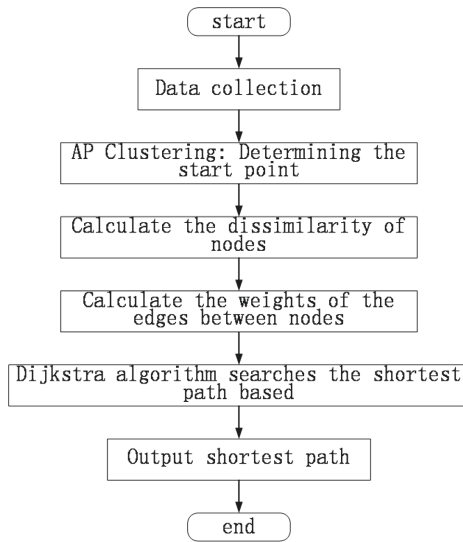 start
Data collection
AP Clustering: Determining the
start point
Calculate the dissimilarity of
nodes
Calculate the weights of the
edges between nodes
Dijkstra algorithm searches the shortest
path based
Output shortest path
end